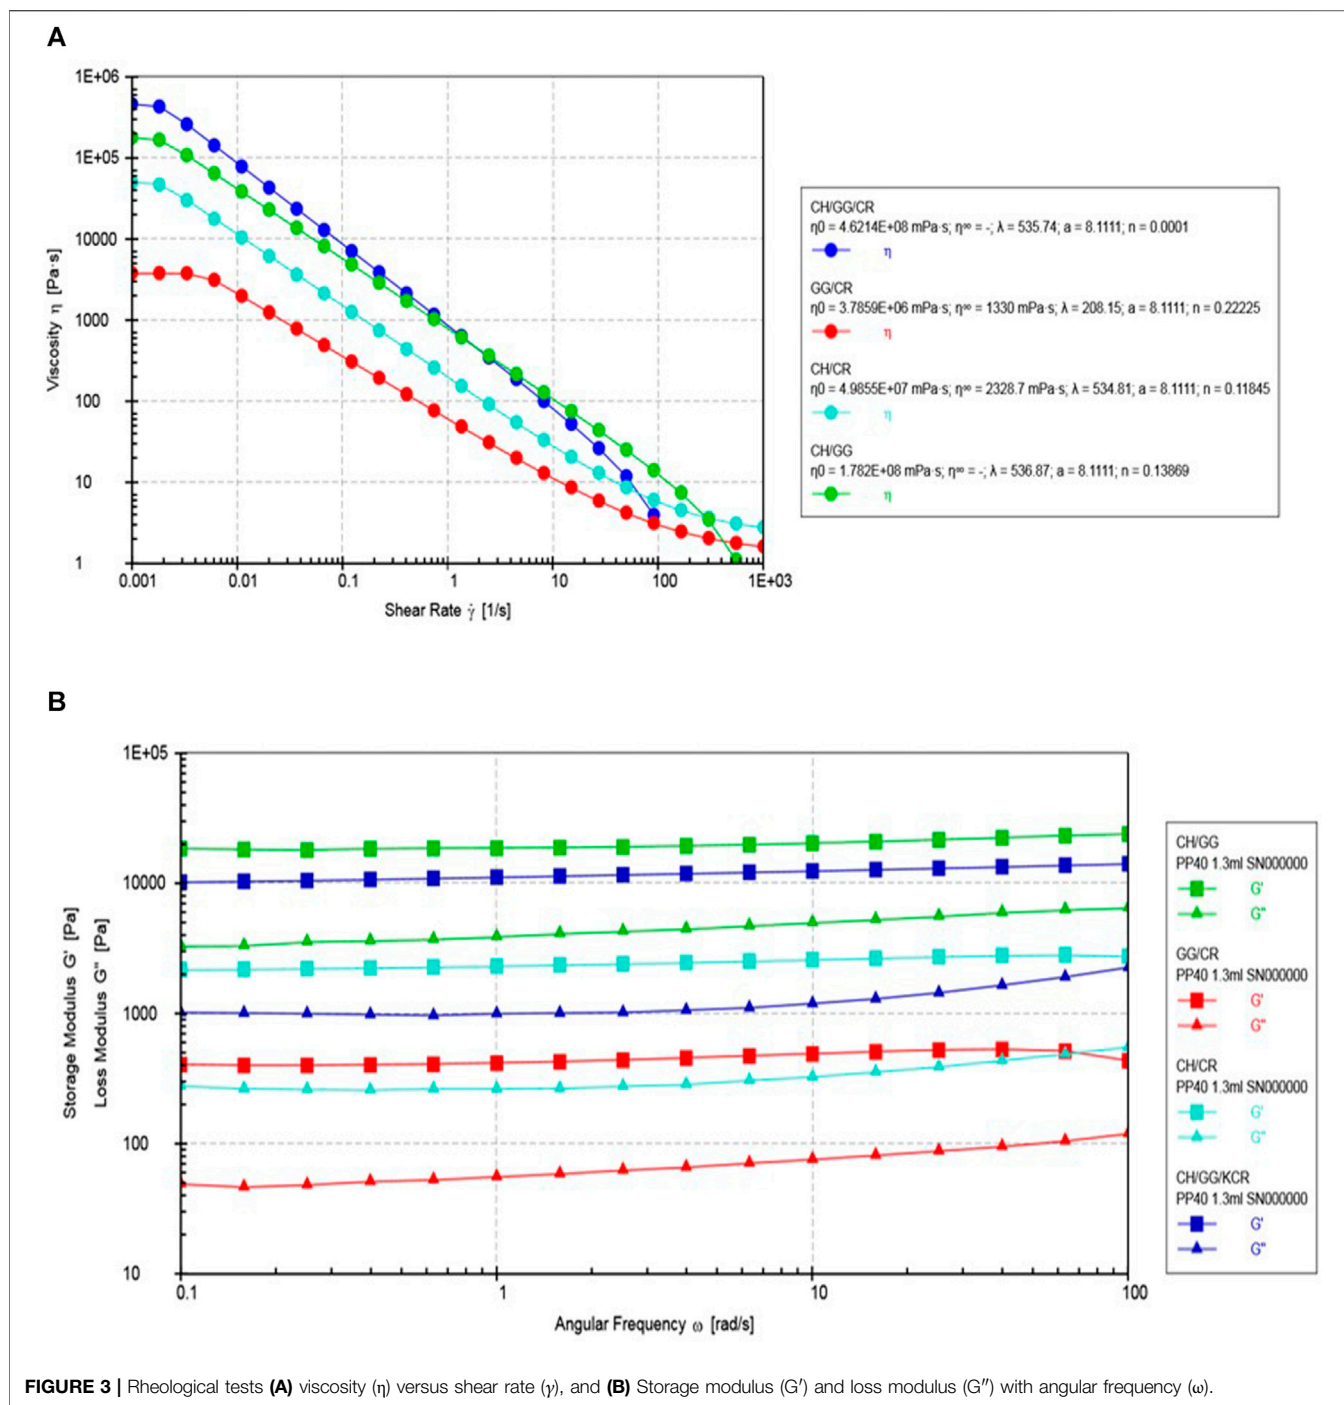 A
1E+06
1E+05
10000
1000
100
10
1
Viscosity η [Pa·s]
0.001
0.01
0.1
1
10
100
1E+03
Shear Rate γ̇ [1/s]
CH/GG/CR
η0 = 4.6214E+08 mPa·s; η∞ = -; λ = 535.74; a = 8.1111; n = 0.0001
η
GG/CR
η0 = 3.7859E+06 mPa·s; η∞ = 1330 mPa·s; λ = 208.15; a = 8.1111; n = 0.22225
η
CH/CR
η0 = 4.9855E+07 mPa·s; η∞ = 2328.7 mPa·s; λ = 534.81; a = 8.1111; n = 0.11845
η
CH/GG
η0 = 1.782E+08 mPa·s; η∞ = -; λ = 536.87; a = 8.1111; n = 0.13869
η
B
1E+05
10000
1000
100
10
Storage Modulus G' [Pa]
Loss Modulus G" [Pa]
0.1
1
10
100
Angular Frequency ω [rad/s]
CH/GG
PP40 1.3ml SN000000
G'
G"
GG/CR
PP40 1.3ml SN000000
G'
G"
CH/CR
PP40 1.3ml SN000000
G'
G"
CH/GG/KCR
PP40 1.3ml SN000000
G'
G"
FIGURE 3 | Rheological tests (A) viscosity (η) versus shear rate (γ), and (B) Storage modulus (G′) and loss modulus (G″) with angular frequency (ω).